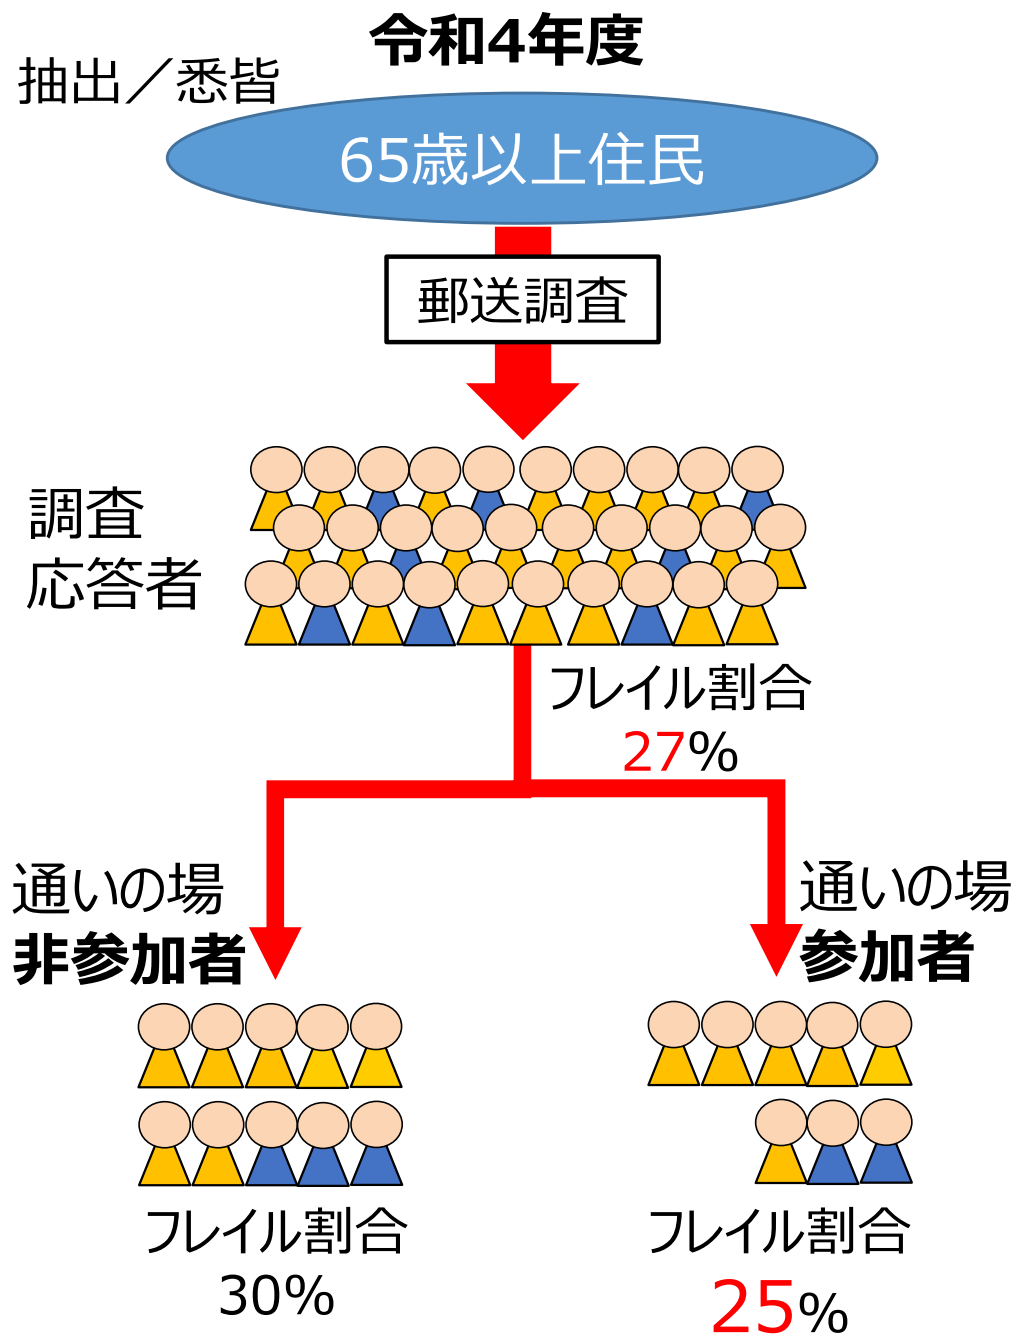 令和4年度
抽出／悉皆
65歳以上住民
郵送調査
調査
応答者
フレイル割合
27%
通いの場
非参加者
通いの場
参加者
フレイル割合
30%
フレイル割合
25%